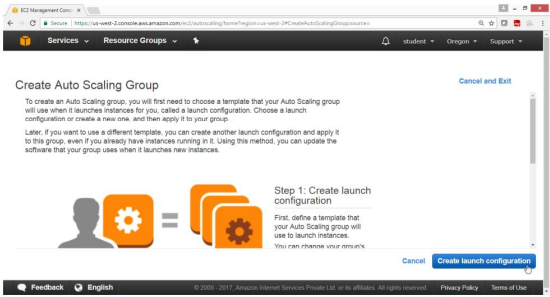 EC2 Management Conso
Secure https://us-west-2.console.aws.amazon.com/ec2/autoscaling/home?region=us-west-2#CreateAutoScalingGroup:source=
Services Resource Groups student Oregon Support
Create Auto Scaling Group
Cancel and Exit
To create an Auto Scaling group, you will first need to choose a template that your Auto Scaling group
will use when it launches instances for you, called a launch configuration. Choose a launch
configuration or create a new one, and then apply it to your group.
Later, if you want to use a different template, you can create another launch configuration and apply it
to this group, even if you already have instances running in it. Using this method, you can update the
software that your group uses when it launches new instances.
Step 1: Create launch
configuration
First, define a template that
your Auto Scaling group will
use to launch instances.
You can change your group's
Cancel Create launch configuration
Feedback English © 2008 - 2017, Amazon Internet Services Private Ltd. or its affiliates. All rights reserved. Privacy Policy Terms of Use